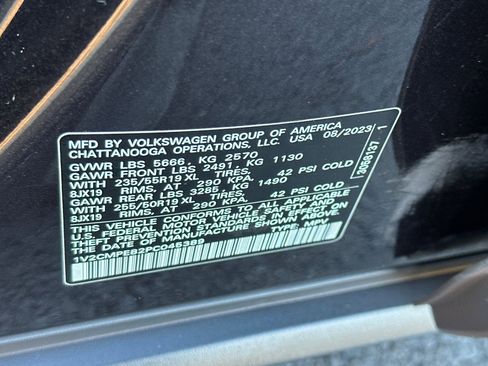 MFD BY VOLKSWAGEN GROUP OF AMERICA
CHATTANOOGA OPERATIONS, LLC. USA 08/2023
GVWR LBS 5666, KG 2570
GAWR FRONT LBS 2491, KG 1130
WITH 235/55R19 XL TIRES,
8JX19 RIMS, AT 290 KPA, 42 PSI COLD
GAWR REAR LBS 3285, KG 1490
WITH 255/50R19 XL TIRES,
8JX19 RIMS, AT 290 KPA, 42 PSI COLD
THIS VEHICLE CONFORMS TO ALL APPLICABLE
U.S. FEDERAL MOTOR VEHICLE SAFETY AND
THEFT PREVENTION STANDARDS IN EFFECT ON
THE DATE OF MANUFACTURE SHOWN ABOVE.
1V2CMPE82PC045389 TYPE: MPV
3058137 1